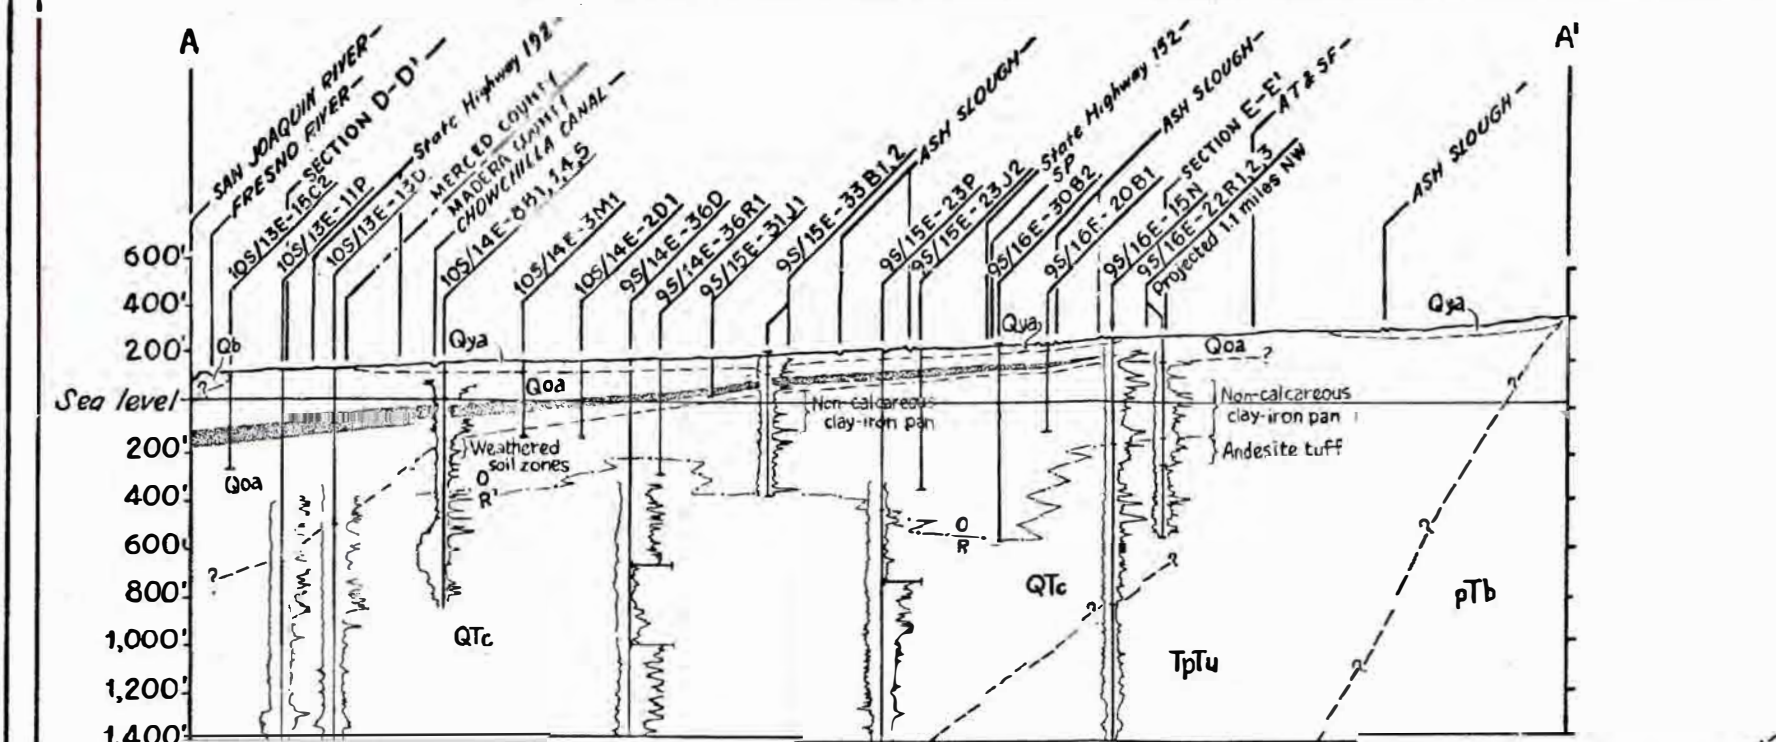 A
A'
SAN JOAQUIN RIVER
FRESNO RIVER
SECTION D-D'
10S/13E-15C2
10S/13E-11P
State Highway 152
10S/13E-13D
MERCED COUNTY
MADERA COUNTY
CHOWCHILLA CANAL
10S/14E-8B1,3,4,5
10S/14E-3M1
10S/14E-2D1
9S/14E-36D
9S/14E-36R1
9S/15E-31J1
9S/15E-33B1,2
ASH SLOUGH
9S/15E-23P
9S/15E-23J2
State Highway 152
SP
9S/16E-30B2
ASH SLOUGH
9S/16E-20B1
SECTION E-E'
9S/16E-15N
AT&SF
9S/16E-22R1,2,3
Projected 1.1 miles NW
ASH SLOUGH
600'
400'
200'
Sea level
200'
400'
600'
800'
1,000'
1,200'
1,400'
Qb
?
Qya
Qya
Qya
Qoa
Qoa
?
Qoa
Non-calcareous
clay-iron pan
Non-calcareous
clay-iron pan
Andesite tuff
Weathered
soil zones
O
R
O
R
?
?
?
?
?
?
QTc
QTc
TpTu
pTb